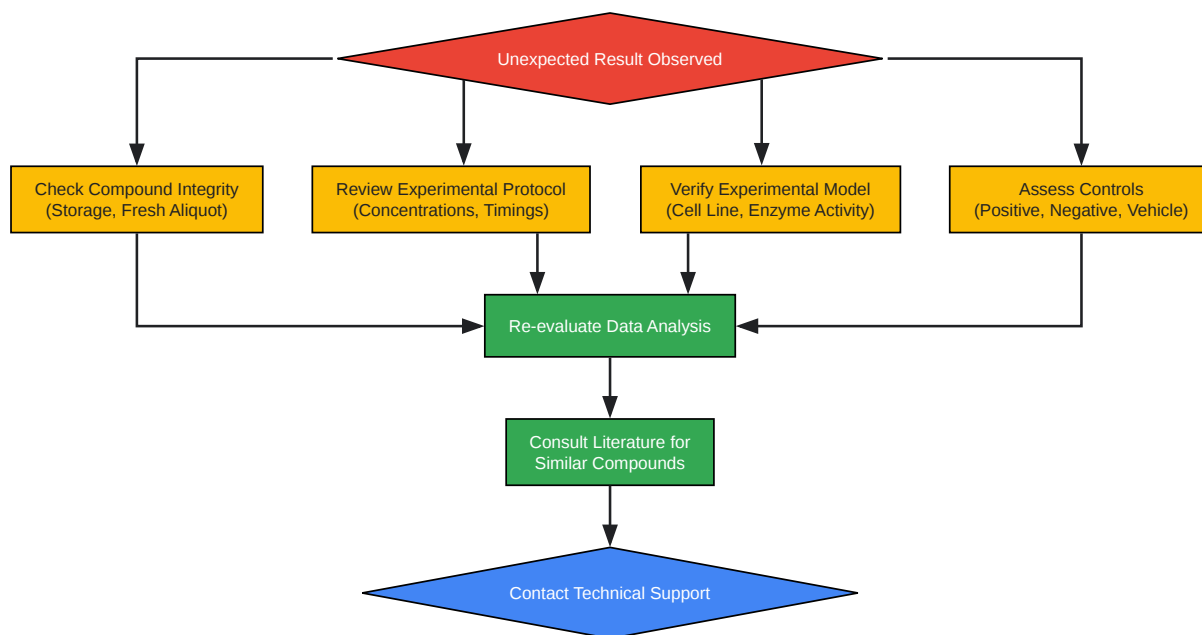 Unexpected Result Observed
Check Compound Integrity
(Storage, Fresh Aliquot)
Review Experimental Protocol
(Concentrations, Timings)
Verify Experimental Model
(Cell Line, Enzyme Activity)
Assess Controls
(Positive, Negative, Vehicle)
Re-evaluate Data Analysis
Consult Literature for
Similar Compounds
Contact Technical Support